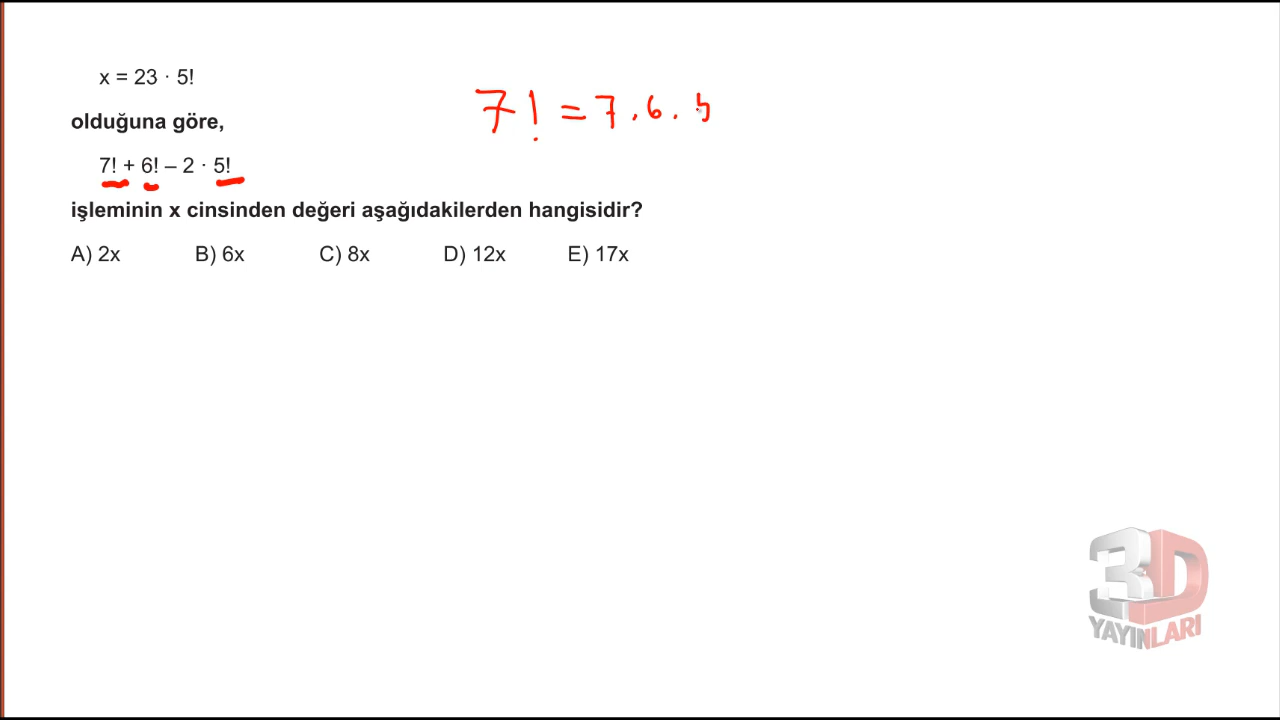 x = 23 · 5!
7! = 7.6.5
olduğuna göre,
7! + 6! – 2 · 5!
işleminin x cinsinden değeri aşağıdakilerden hangisidir?
A) 2x B) 6x C) 8x D) 12x E) 17x
3D
YAYINLARI